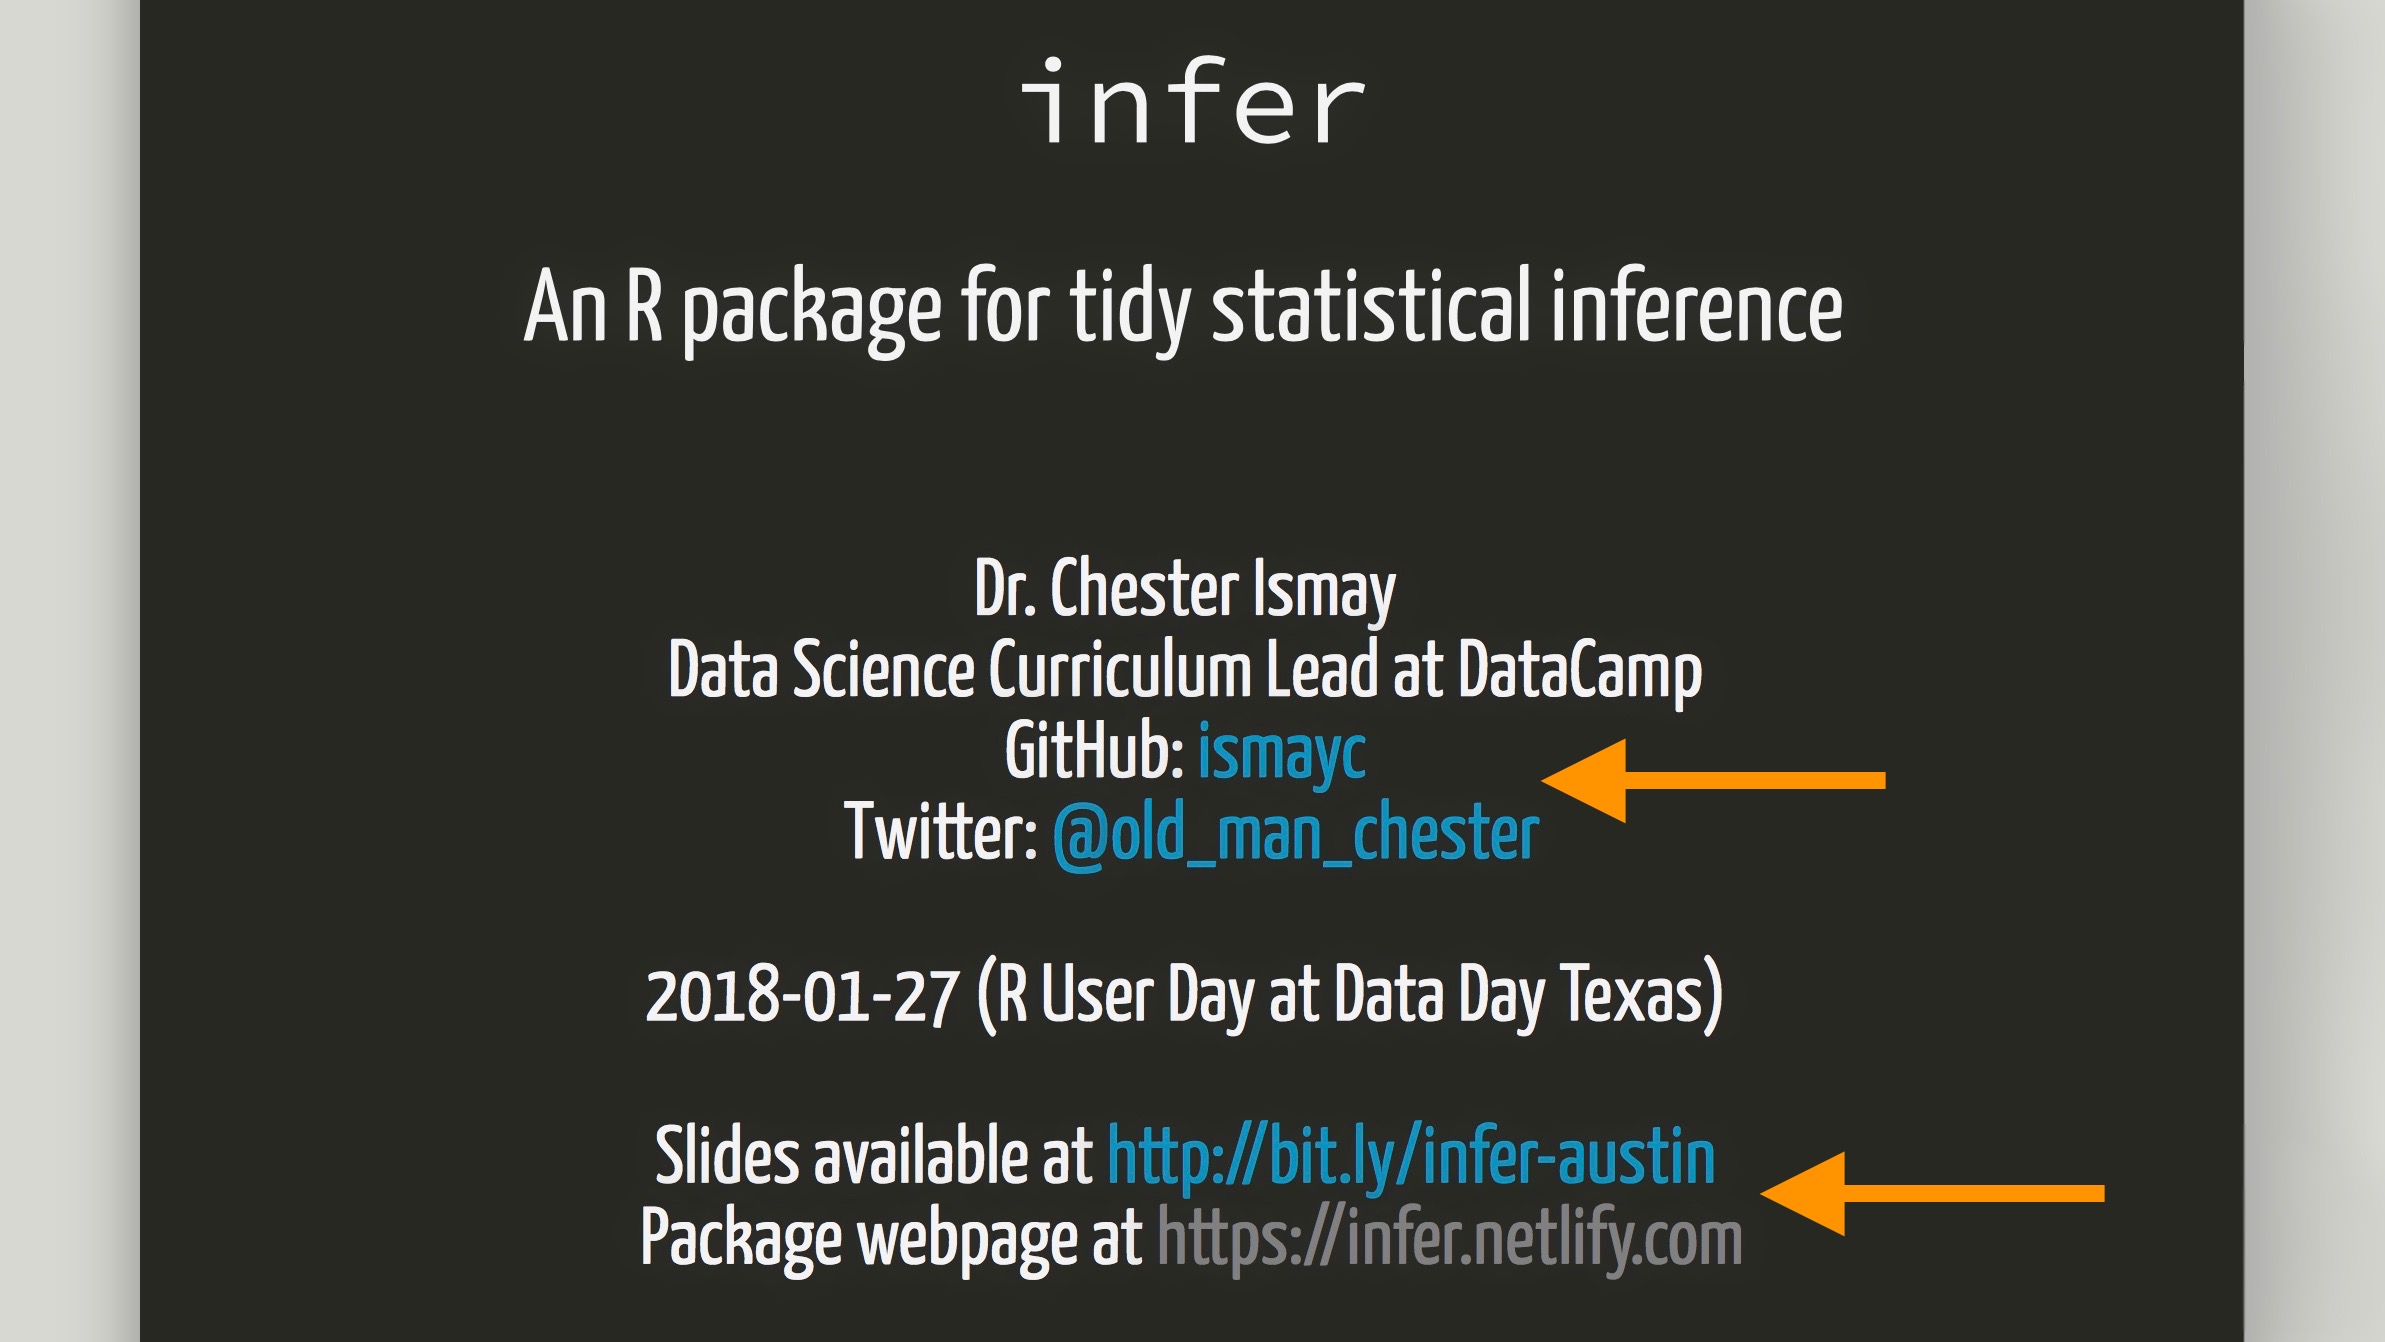 infer
An R package for tidy statistical inference
Dr. Chester Ismay
Data Science Curriculum Lead at DataCamp
GitHub: ismayc
Twitter: @old_man_chester
2018-01-27 (R User Day at Data Day Texas)
Slides available at http://bit.ly/infer-austin
Package webpage at https://infer.netlify.com